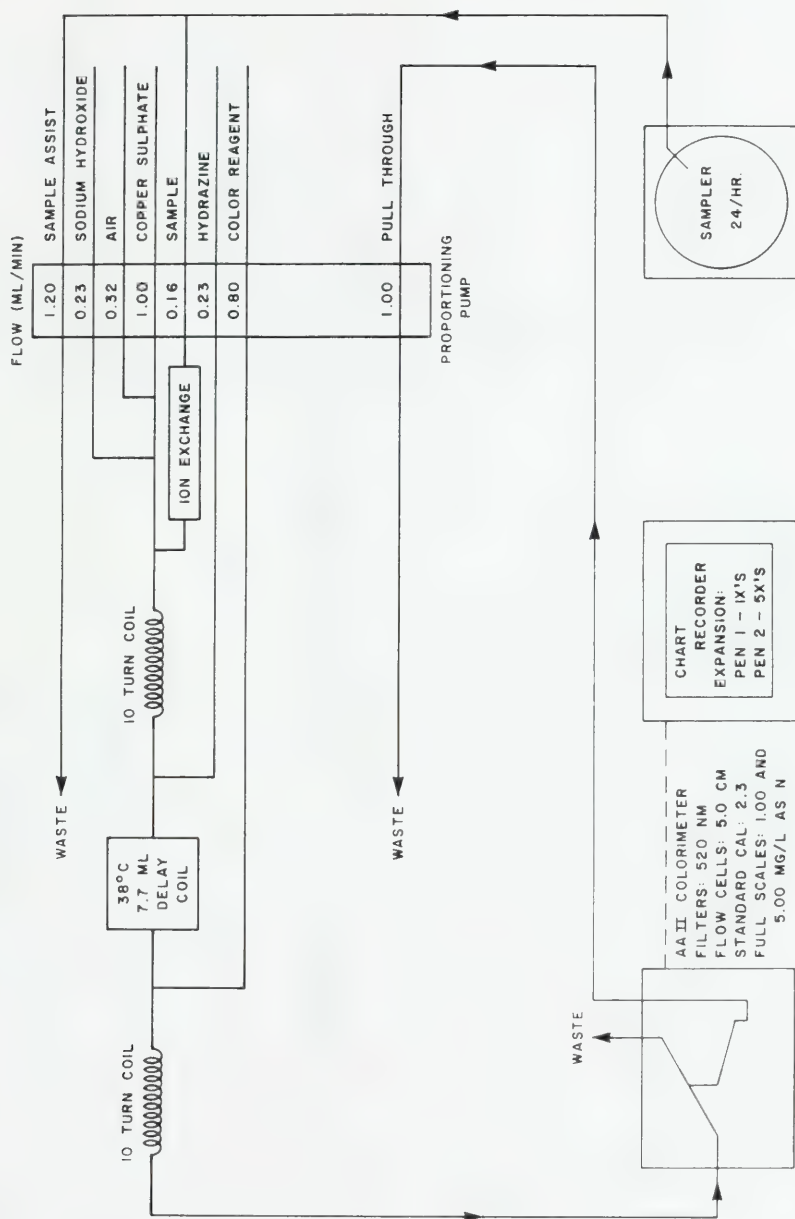 FLOW (ML/MIN)
1.20 SAMPLE ASSIST
0.23 SODIUM HYDROXIDE
0.32 AIR
1.00 COPPER SULPHATE
0.16 SAMPLE
0.23 HYDRAZINE
0.80 COLOR REAGENT
1.00 PULL THROUGH
PROPORTIONING
PUMP
WASTE
ION EXCHANGE
10 TURN COIL
38°C
7.7 ML
DELAY
COIL
10 TURN COIL
WASTE
WASTE
AA II COLORIMETER
FILTERS: 520 NM
FLOW CELLS: 5.0 CM
STANDARD CAL: 2.3
FULL SCALES: 1.00 AND
5.00 MG/L AS N
CHART
RECORDER
EXPANSION:
PEN 1 - 1X'S
PEN 2 - 5X'S
SAMPLER
24/HR.